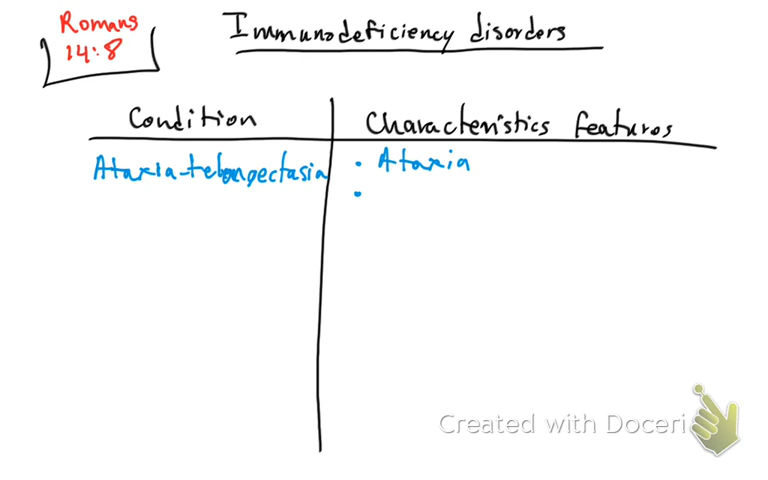 Romans
14:8
Immunodeficiency disorders
Condition
Characteristics features
Ataxia-telangectasia
• Ataxia
•
Created with Doceri